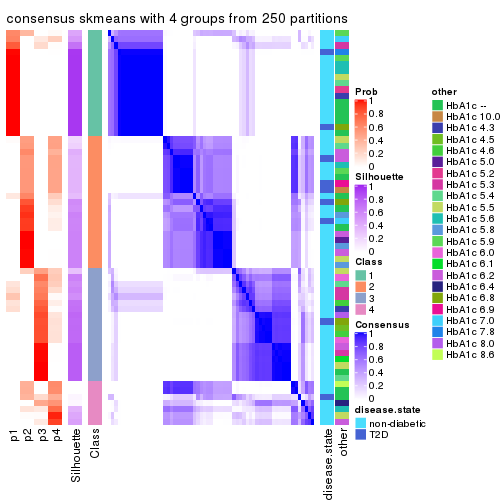 consensus skmeans with 4 groups from 250 partitions
p1
p2
p3
p4
Silhouette
Class
disease.state
other
Prob
1
0.8
0.6
0.4
0.2
0
Silhouette
1
0.8
0.6
0.4
0.2
0
Class
1
2
3
4
Consensus
1
0.8
0.6
0.4
0.2
0
disease.state
non-diabetic
T2D
other
HbA1c --
HbA1c 10.0
HbA1c 4.3
HbA1c 4.5
HbA1c 4.6
HbA1c 5.0
HbA1c 5.2
HbA1c 5.3
HbA1c 5.4
HbA1c 5.5
HbA1c 5.6
HbA1c 5.8
HbA1c 5.9
HbA1c 6.0
HbA1c 6.1
HbA1c 6.2
HbA1c 6.4
HbA1c 6.8
HbA1c 6.9
HbA1c 7.0
HbA1c 7.8
HbA1c 8.0
HbA1c 8.6